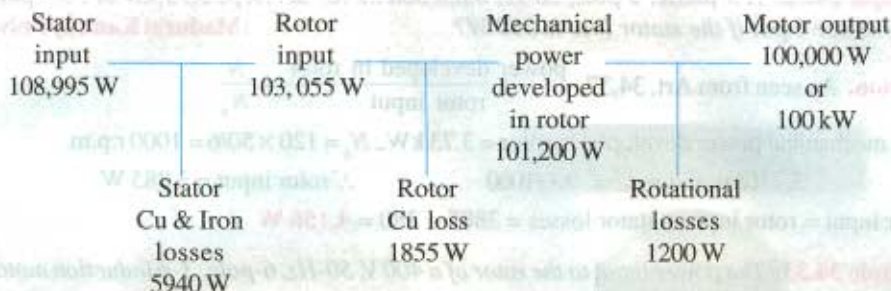 Stator
input
108,995 W
Rotor
input
103,055 W
Mechanical
power
developed
in rotor
101,200 W
Motor output
100,000 W
or
100 kW
Stator
Cu & Iron
losses
5940 W
Rotor
Cu loss
1855 W
Rotational
losses
1200 W